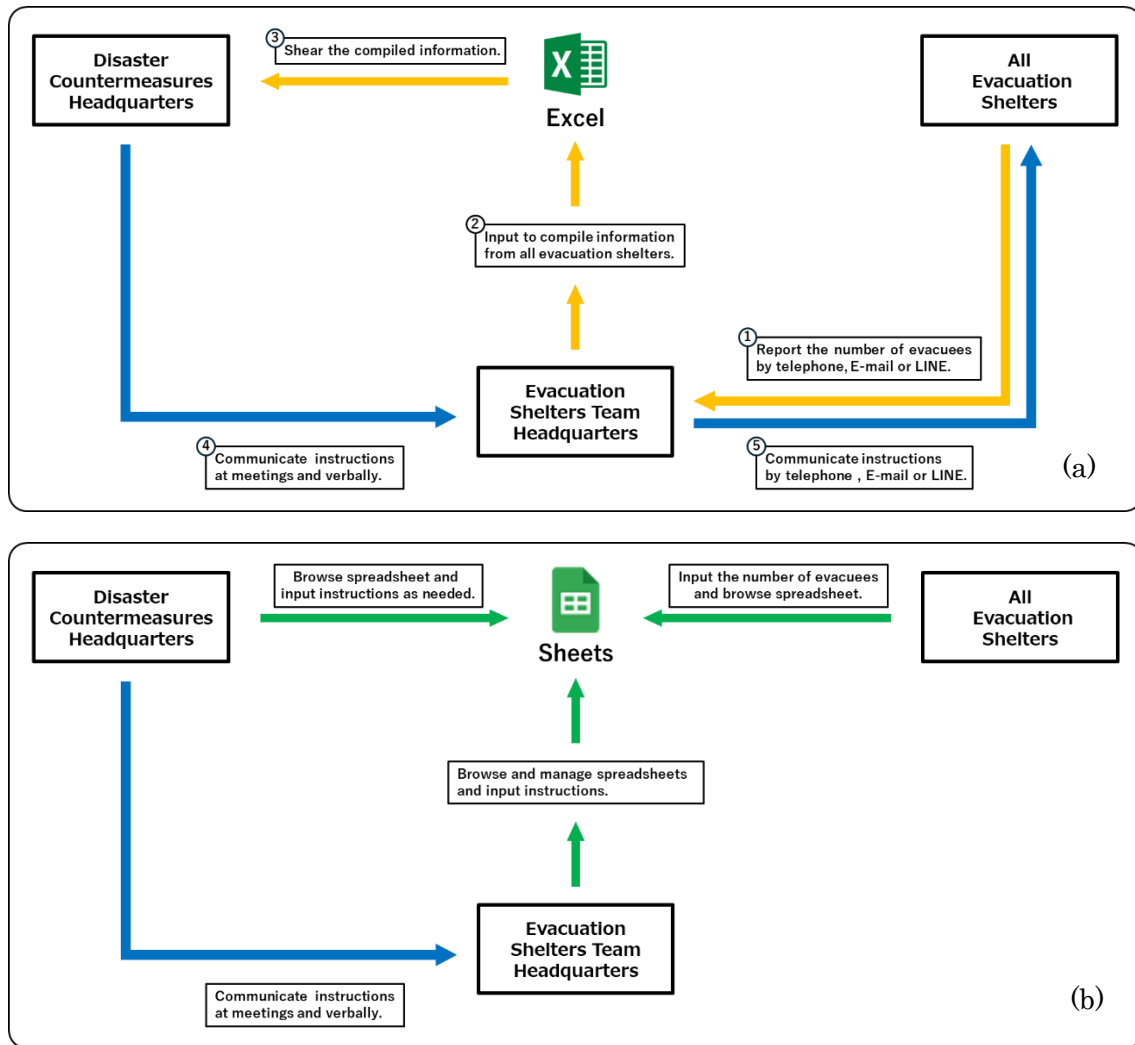 ③
Shear the compiled information.
Disaster
Countermeasures
Headquarters
X
Excel
All
Evacuation
Shelters
②
Input to compile information
from all evacuation shelters.
①
Report the number of evacuees
by telephone, E-mail or LINE.
Evacuation
Shelters Team
Headquarters
④
Communicate instructions
at meetings and verbally.
⑤
Communicate instructions
by telephone , E-mail or LINE.
(a)
Disaster
Countermeasures
Headquarters
Browse spreadsheet and
input instructions as needed.
Sheets
Input the number of evacuees
and browse spreadsheet.
All
Evacuation
Shelters
Browse and manage spreadsheets
and input instructions.
Evacuation
Shelters Team
Headquarters
Communicate instructions
at meetings and verbally.
(b)